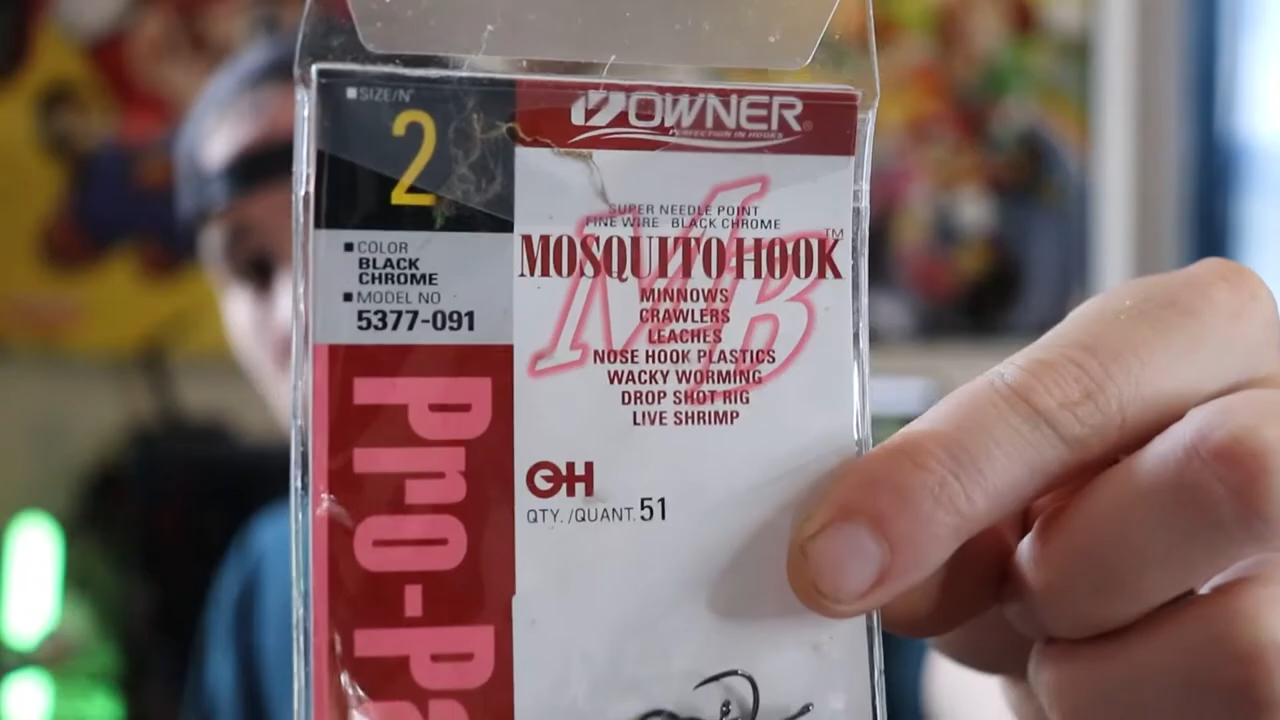 SIZE/N°
2
COLOR
BLACK
CHROME
MODEL NO
5377-091
OWNER
PERFECTION IN HOOKS
SUPER NEEDLE POINT
FINE WIRE BLACK CHROME
MOSQUITO HOOK™
MINNOWS
CRAWLERS
LEACHES
NOSE HOOK PLASTICS
WACKY WORMING
DROP SHOT RIG
LIVE SHRIMP
OH
QTY. /QUANT. 51